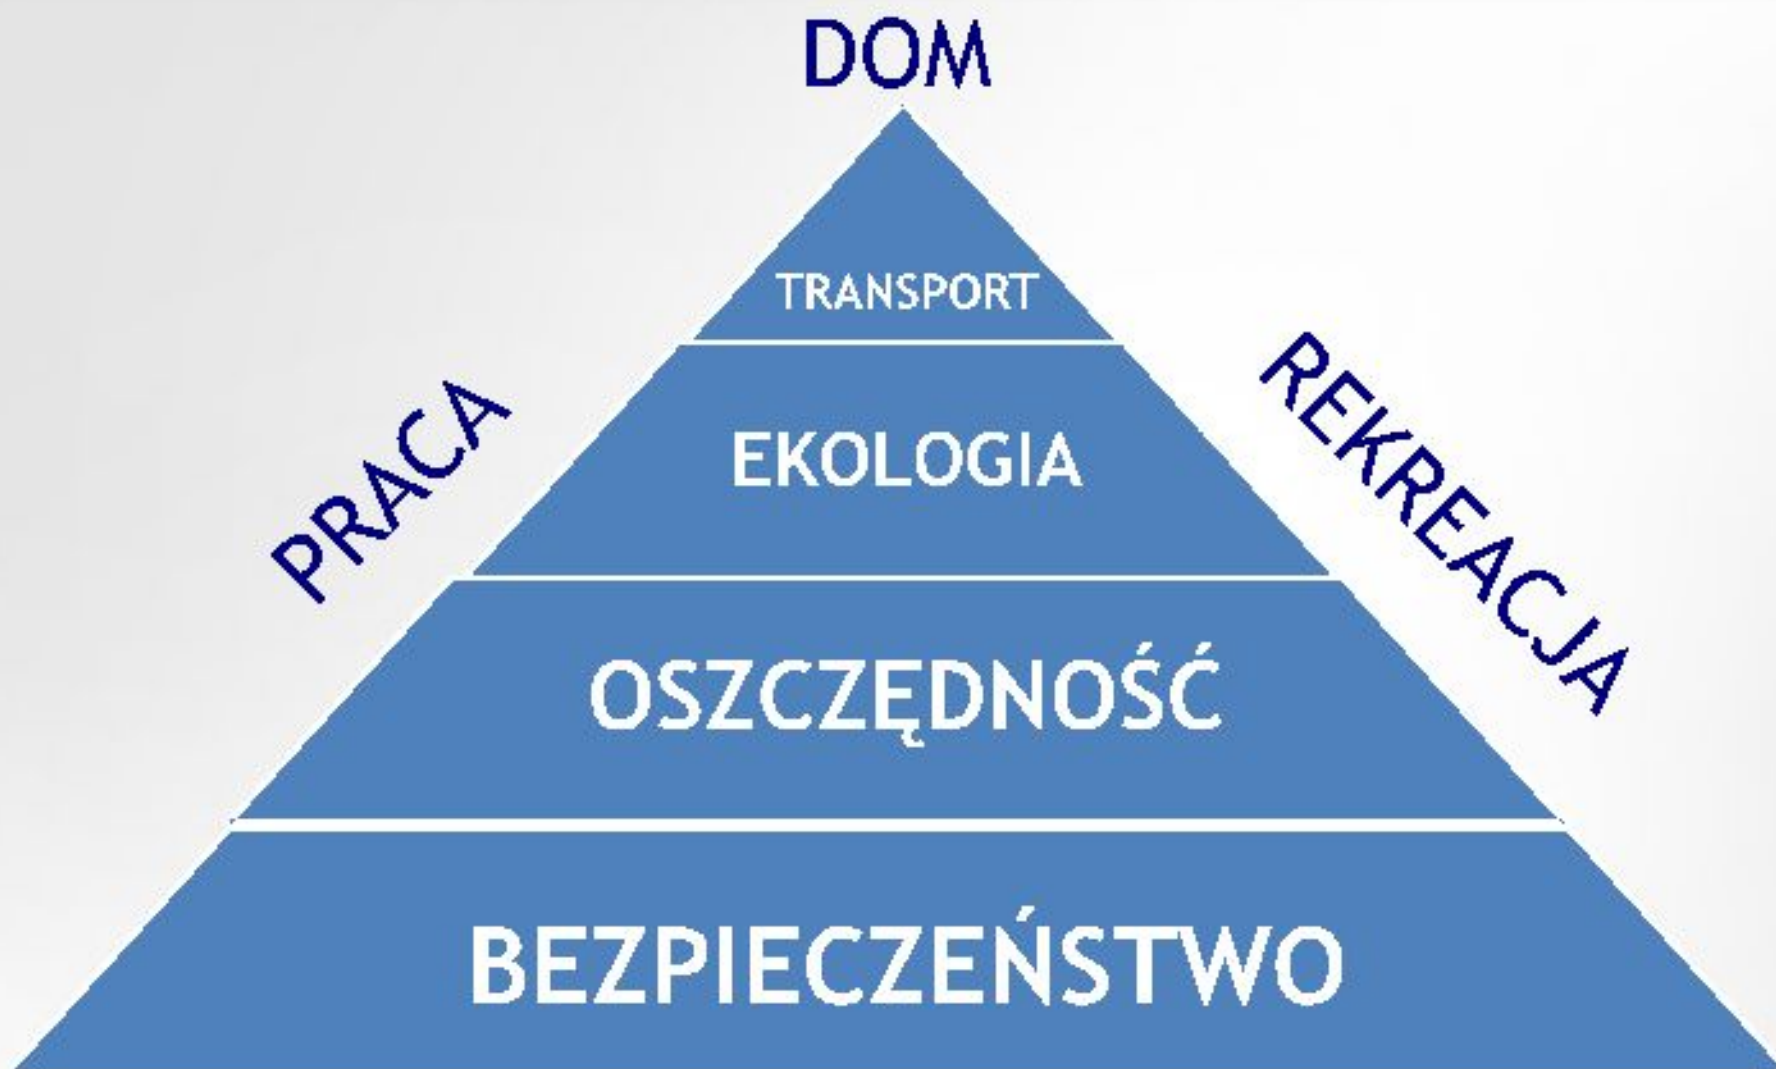 DOM
TRANSPORT
EKOLOGIA
PRACA
REKREACJA
OSZCZĘDNOŚĆ
BEZPIECZEŃSTWO